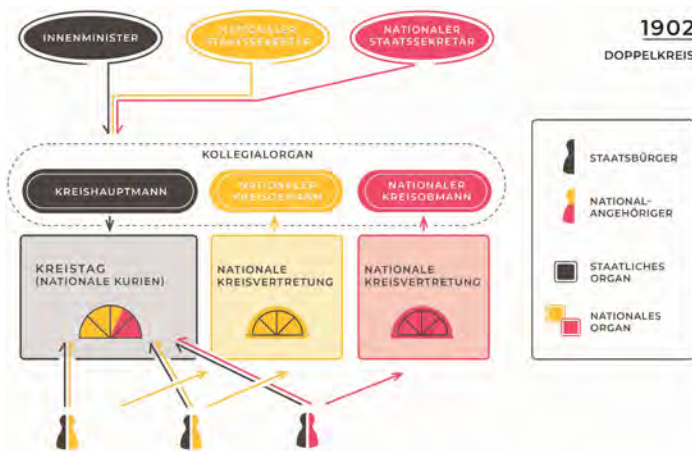 INNENMINISTER
NATIONALER
STAATSSEKRETÄR
NATIONALER
STAATSSEKRETÄR
1902
DOPPELKREIS
KOLLEGIALORGAN
KREISHAUPTMANN
NATIONALER
KREISOBMANN
NATIONALER
KREISOBMANN
KREISTAG
(NATIONALE KURIEN)
NATIONALE
KREISVERTRETUNG
NATIONALE
KREISVERTRETUNG
STAATSBÜRGER
NATIONAL-
ANGEHÖRIGER
STAATLICHES
ORGAN
NATIONALES
ORGAN